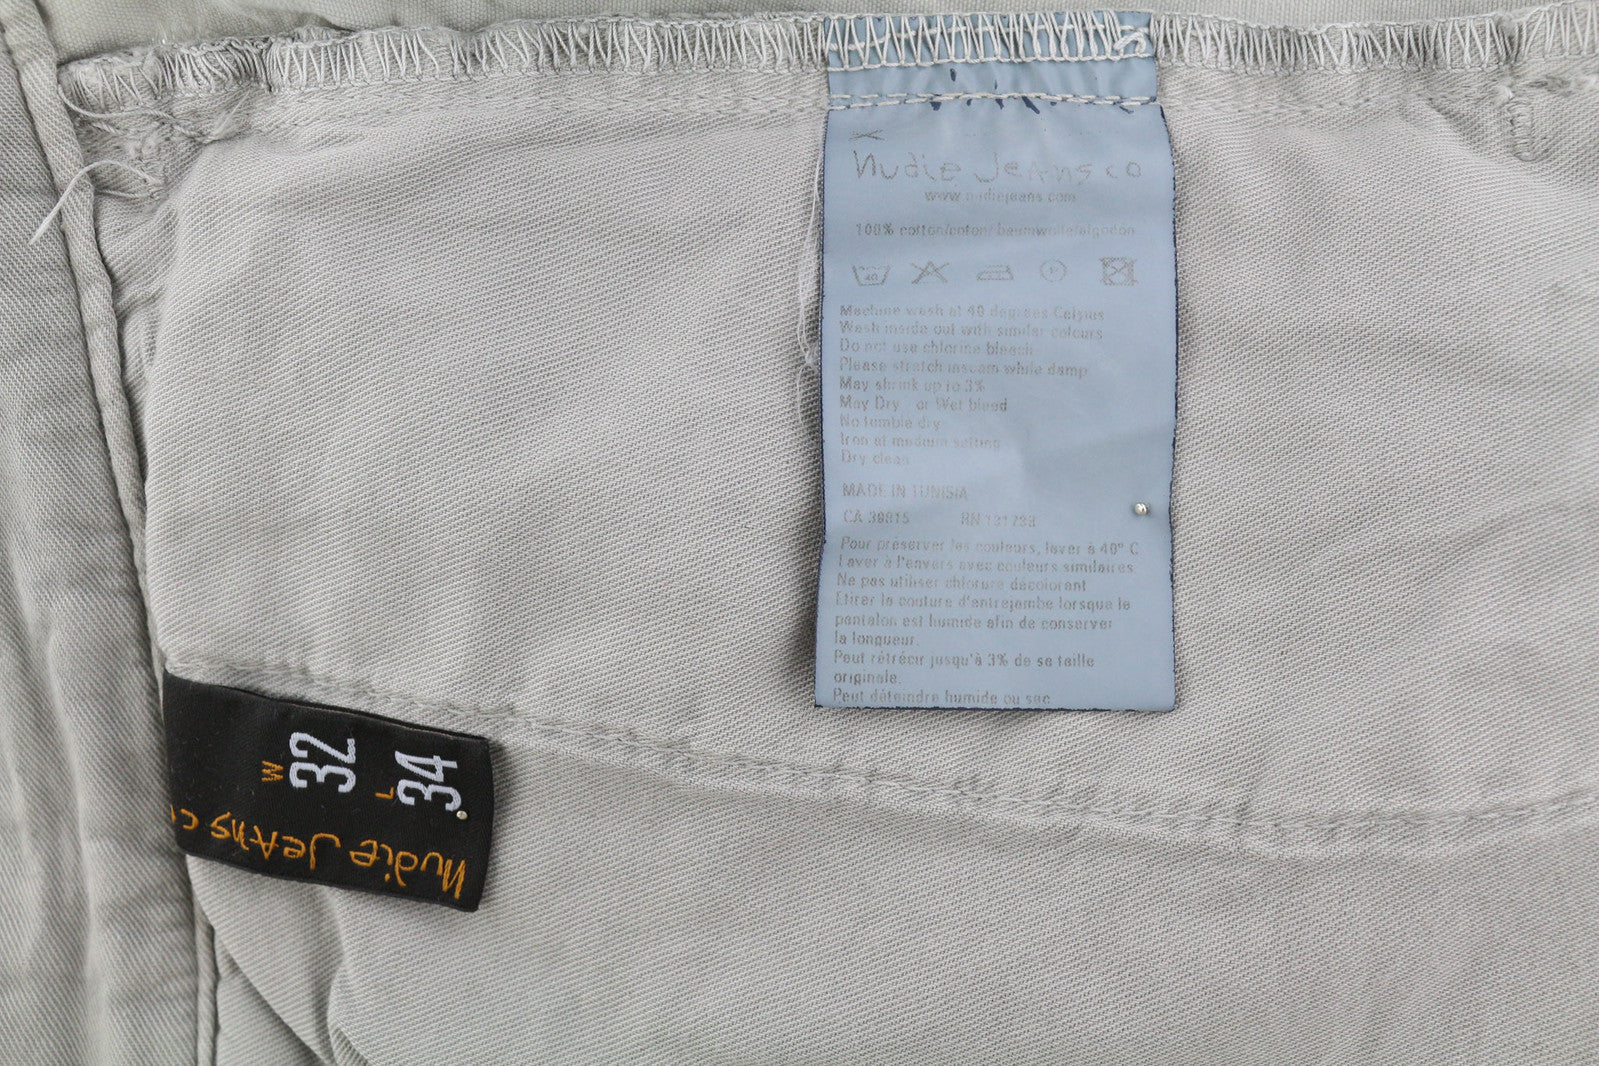 nudie Jeans co
www.nudiejeans.com
100% cotton/coton/baumwolle/algodon
40
Machine wash at 40 degrees Celsius
Wash inside out with similar colours
Do not use chlorine bleach
Please stretch inseam while damp
May shrink up to 3%
May Dry or Wet bleed
No tumble dry
Iron at medium setting
Dry clean
MADE IN TUNISIA
CA 38815 RN 131733
Pour préserver les couleurs, laver à 40° C
Laver à l'envers avec couleurs similaires
Ne pas utiliser chlorure décolorant
Etirer la couture d'antrejambe lorsque le
pantalon est humide afin de conserver
la longueur.
Peut rétrécir jusqu'à 3% de sa taille
originale.
Peut déteindre humide ou sec
W
32
L
34
nudie Jeans co